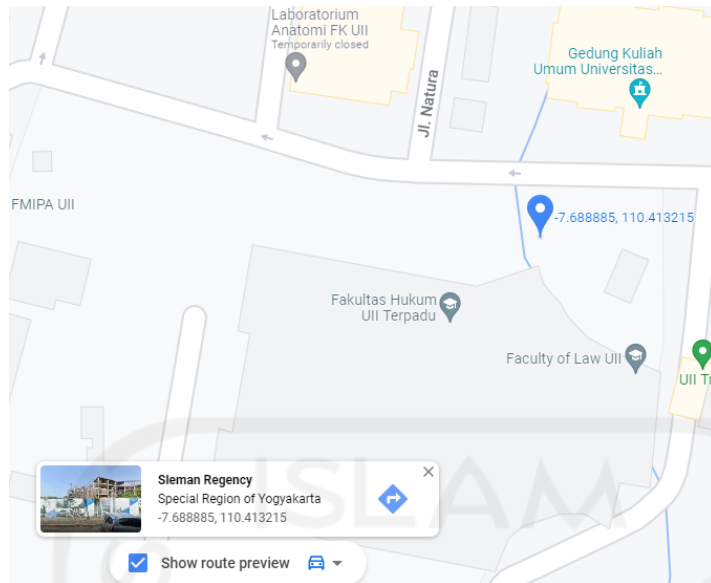 Laboratorium
Anatomi FK UII
Temporarily closed
Gedung Kuliah
Umum Universitas...
Jl. Natura
FMIPA UII
-7.688885, 110.413215
Fakultas Hukum
UII Terpadu
Faculty of Law UII
UII Tr
ISLAM
Sleman Regency
Special Region of Yogyakarta
-7.688885, 110.413215
Show route preview